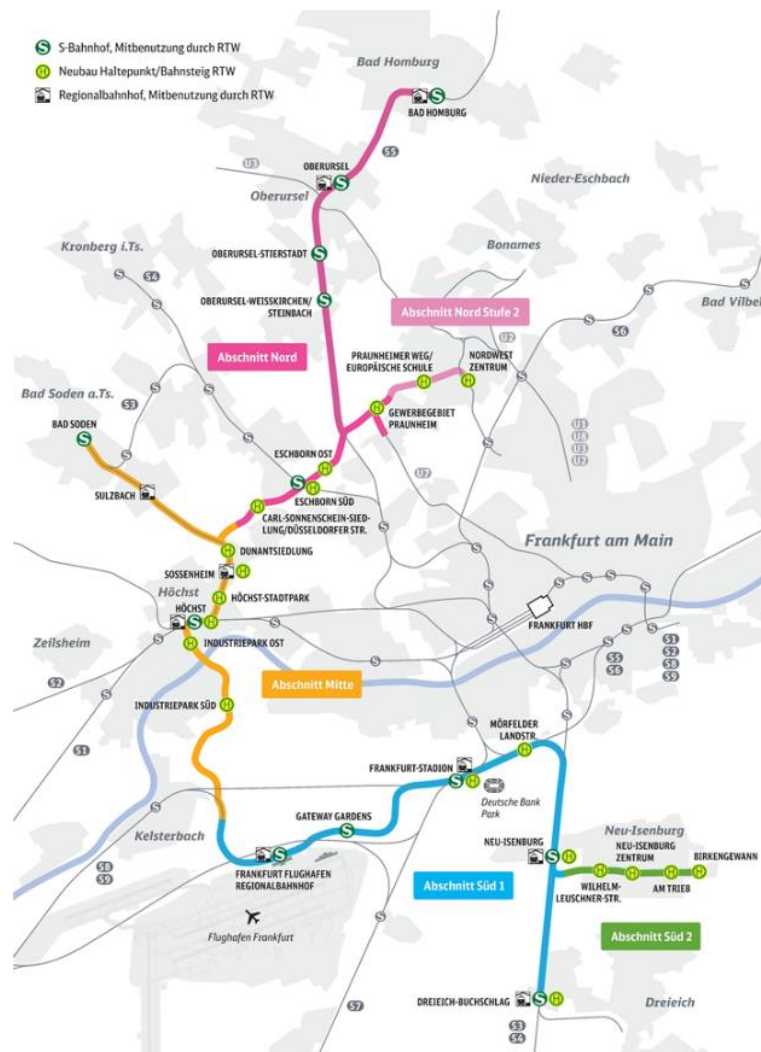 S S-Bahnhof, Mitbenutzung durch RTW
H Neubau Haltepunkt/Bahnsteig RTW
Regionalbahnhof, Mitbenutzung durch RTW
Bad Homburg
S
BAD HOMBURG
S5
U3
OBERURSEL
S
Oberursel
Nieder-Eschbach
Kronberg i.Ts.
S4
OBERURSEL-STIERSTADT
S
Bonames
OBERURSEL-WEISSKIRCHEN/
STEINBACH
S
Abschnitt Nord Stufe 2
S6
Bad Vilbel
Abschnitt Nord
U2
PRAUNHEIMER WEG/
EUROPÄISCHE SCHULE
NORDWEST
ZENTRUM
Bad Soden a.Ts.
S3
BAD SODEN
S
H
GEWERBEGEBIET
PRAUNHEIM
U1
U8
U3
U2
ESCHBORN OST
H
U7
SULZBACH
S
H
ESCHBORN SÜD
CARL-SONNENSCHEIN-SIED-
LUNG/DÜSSELDORFER STR.
Frankfurt am Main
H
DUNANTSIEDLUNG
SOSSENHEIM
H
Höchst
H
HÖCHST-STADTPARK
HÖCHST
S
H
FRANKFURT HBF
Zeilsheim
H
INDUSTRIEPARK OST
S1
S2
S8
S9
S5
S6
S2
Abschnitt Mitte
INDUSTRIEPARK SÜD
H
S1
MÖRFELDER
LANDSTR.
H
FRANKFURT-STADION
S
H
Deutsche Bank
Park
Kelsterbach
GATEWAY GARDENS
S
Neu-Isenburg
NEU-ISENBURG
S
H
NEU-ISENBURG
ZENTRUM
BIRKENGEWANN
S8
S9
S
FRANKFURT FLUGHAFEN
REGIONALBAHNHOF
Abschnitt Süd 1
WILHELM-
LEUSCHNER-STR.
AM TRIEB
Abschnitt Süd 2
Flughafen Frankfurt
S7
DREIEICH-BUCHSCHLAG
S
H
Dreieich
S3
S4